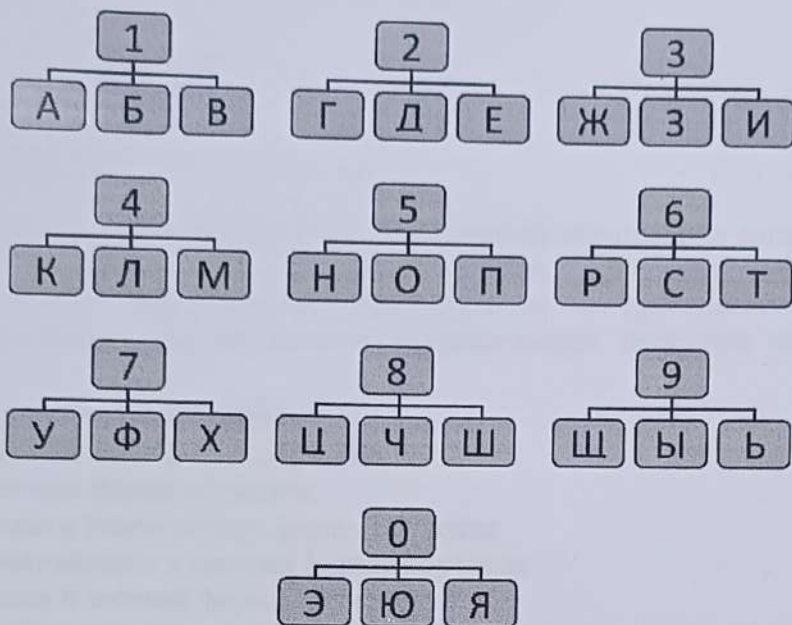 1 2 3
А Б В Г Д Е Ж З И
4 5 6
К Л М Н О П Р С Т
7 8 9
У Ф Х Ц Ч Ш Щ Ы Ь
0
Э Ю Я